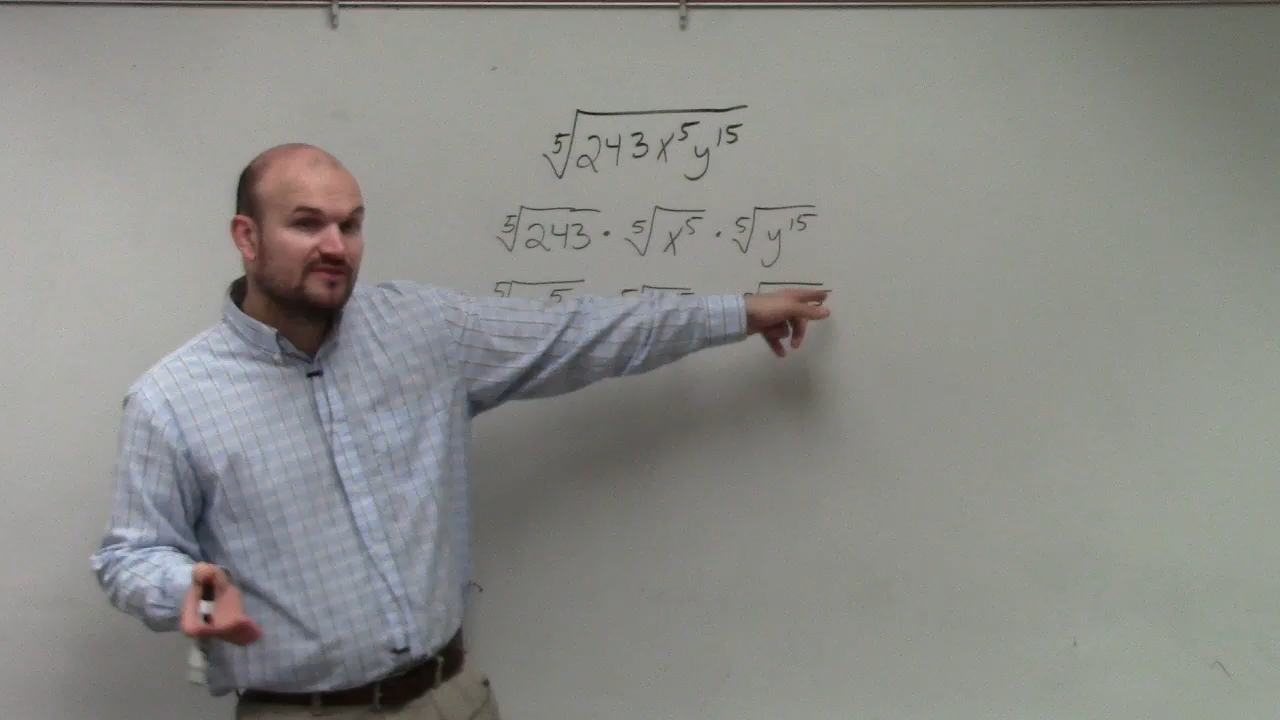 ⁵√243x⁵y¹⁵
⁵√243 · ⁵√x⁵ · ⁵√y¹⁵